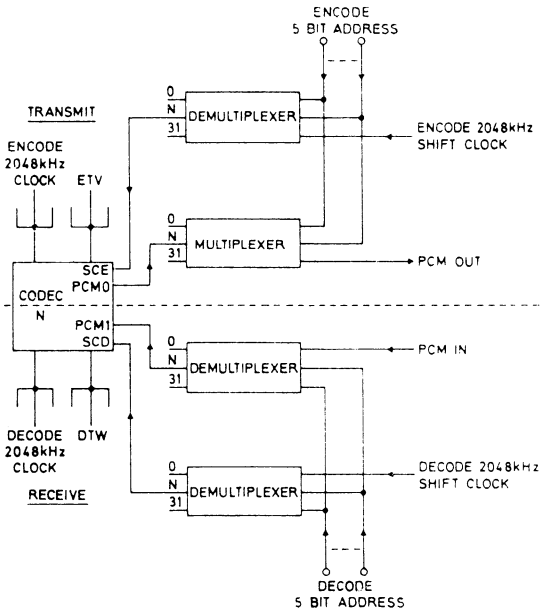 ENCODE
5 BIT ADDRESS
TRANSMIT
0
N
31
DEMULTIPLEXER
ENCODE 2048kHz
SHIFT CLOCK
ENCODE
2048kHz
CLOCK
ETV
0
N
31
MULTIPLEXER
PCM OUT
SCE
PCM0
CODEC
N
PCM1
SCD
0
N
31
DEMULTIPLEXER
PCM IN
DECODE
2048kHz
CLOCK
DTW
RECEIVE
0
N
31
DEMULTIPLEXER
DECODE 2048kHz
SHIFT CLOCK
DECODE
5 BIT ADDRESS